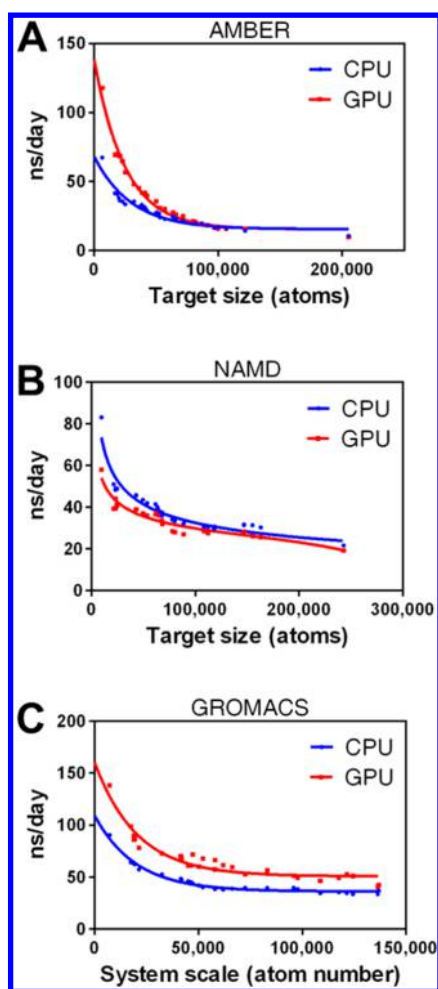 A
AMBER
150
100
50
0
ns/day
CPU
GPU
0
100,000
200,000
Target size (atoms)
B
NAMD
100
80
60
40
20
0
ns/day
CPU
GPU
0
100,000
200,000
300,000
Target size (atoms)
C
GROMACS
200
150
100
50
0
ns/day
CPU
GPU
0
50,000
100,000
150,000
System scale (atom number)